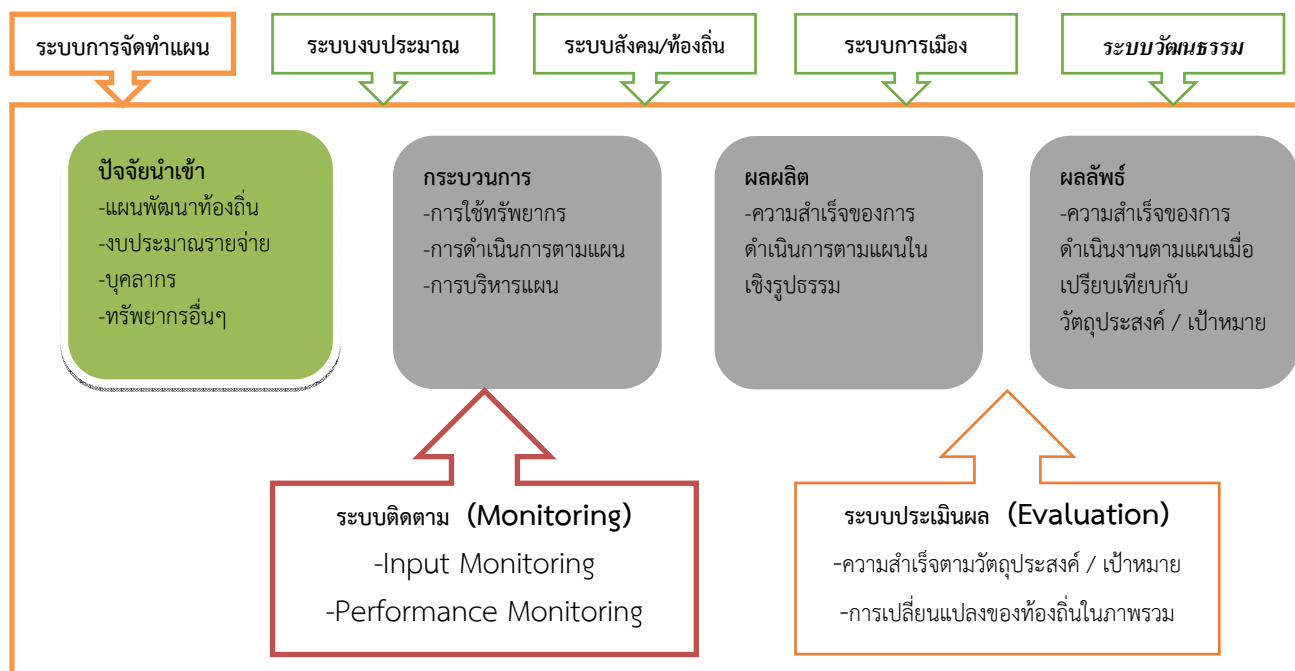 ระบบการจัดทำแผน
ระบบงบประมาณ
ระบบสังคม/ท้องถิ่น
ระบบการเมือง
ระบบวัฒนธรรม
ปัจจัยนำเข้า
-แผนพัฒนาท้องถิ่น
-งบประมาณรายจ่าย
-บุคลากร
-ทรัพยากรอื่นๆ
กระบวนการ
-การใช้ทรัพยากร
-การดำเนินการตามแผน
-การบริหารแผน
ผลผลิต
-ความสำเร็จของการ
ดำเนินการตามแผนใน
เชิงรูปธรรม
ผลลัพธ์
-ความสำเร็จของการ
ดำเนินงานตามแผนเมื่อ
เปรียบเทียบกับ
วัตถุประสงค์ / เป้าหมาย
ระบบติดตาม (Monitoring)
-Input Monitoring
-Performance Monitoring
ระบบประเมินผล (Evaluation)
-ความสำเร็จตามวัตถุประสงค์ / เป้าหมาย
-การเปลี่ยนแปลงของท้องถิ่นในภาพรวม